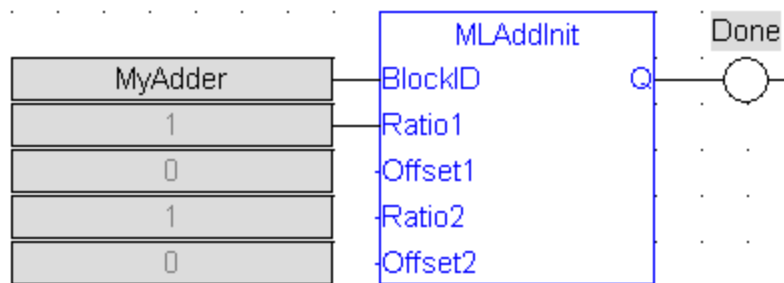 MLAddInit Done
MyAdder BlockID Q
1 Ratio1
0 Offset1
1 Ratio2
0 Offset2